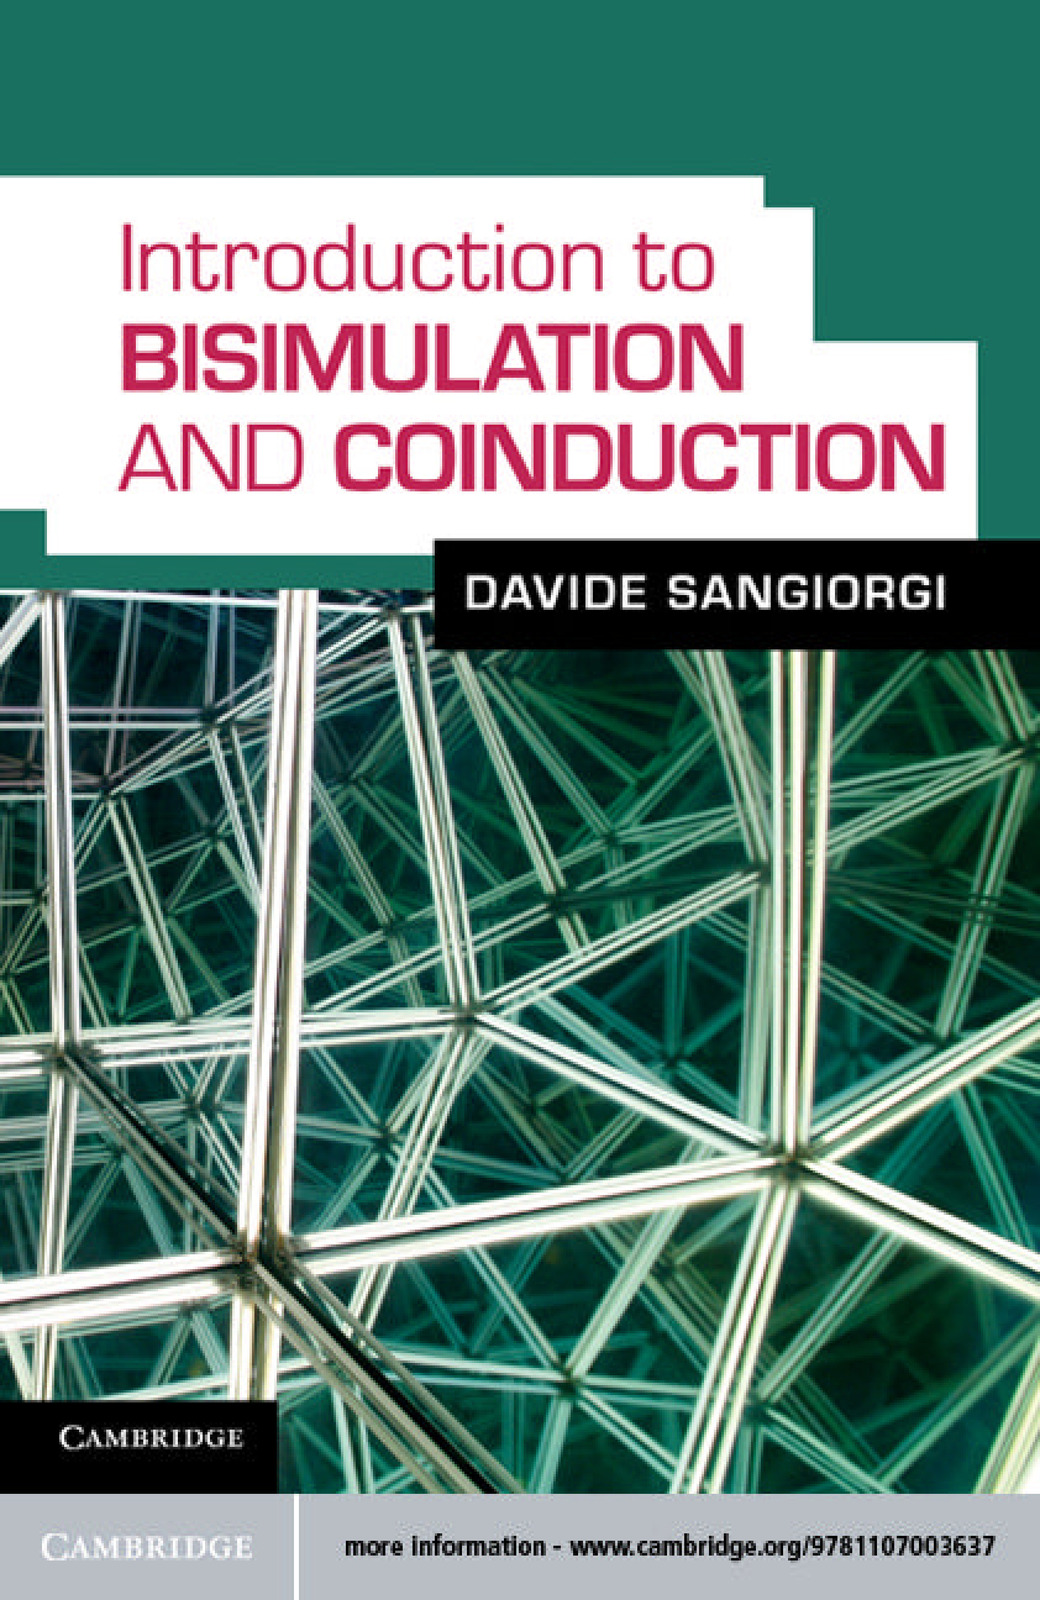 Introduction to
BISIMULATION
AND COINDUCTION
DAVIDE SANGIORGI
CAMBRIDGE
CAMBRIDGE
more information - www.cambridge.org/9781107003637